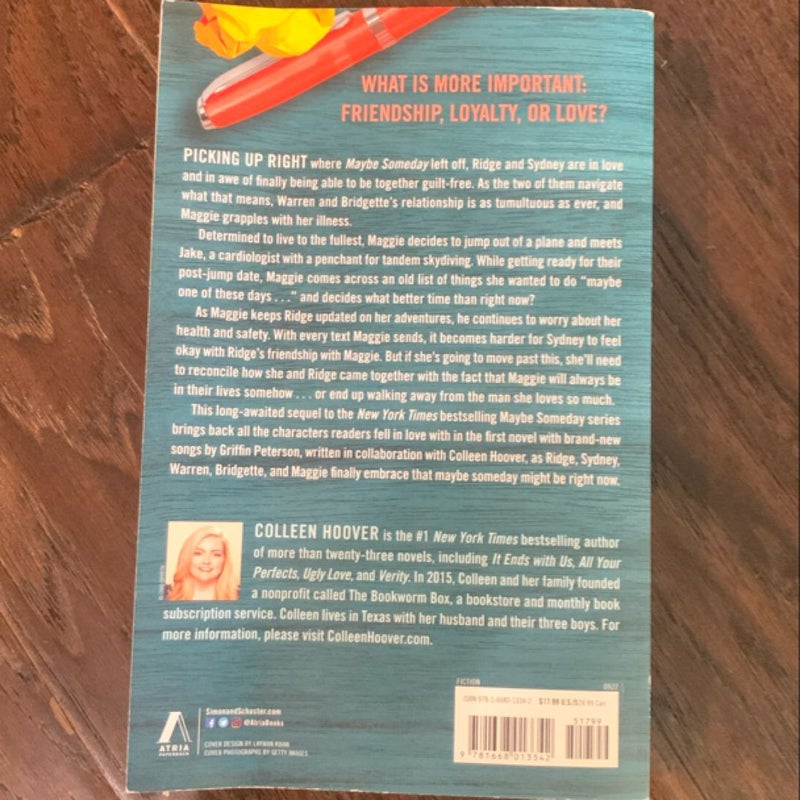 WHAT IS MORE IMPORTANT:
FRIENDSHIP, LOYALTY, OR LOVE?
PICKING UP RIGHT where Maybe Someday left off, Ridge and Sydney are in love
and in awe of finally being able to be together guilt-free. As the two of them navigate
what that means, Warren and Bridgette's relationship is as tumultuous as ever, and
Maggie grapples with her illness.
Determined to live to the fullest, Maggie decides to jump out of a plane and meets
Jake, a cardiologist with a penchant for tandem skydiving. While getting ready for their
post-jump date, Maggie comes across an old list of things she wanted to do "maybe
one of these days . . ." and decides what better time than right now?
As Maggie keeps Ridge updated on her adventures, he continues to worry about her
health and safety. With every text Maggie sends, it becomes harder for Sydney to feel
okay with Ridge's friendship with Maggie. But if she's going to move past this, she'll need
to reconcile how she and Ridge came together with the fact that Maggie will always be
in their lives somehow . . . or end up walking away from the man she loves so much.
This long-awaited sequel to the New York Times bestselling Maybe Someday series
brings back all the characters readers fell in love with in the first novel with brand-new
songs by Griffin Peterson, written in collaboration with Colleen Hoover, as Ridge, Sydney,
Warren, Bridgette, and Maggie finally embrace that maybe someday might be right now.
COLLEEN HOOVER is the #1 New York Times bestselling author
of more than twenty-three novels, including It Ends with Us, All Your
Perfects, Ugly Love, and Verity. In 2015, Colleen and her family founded
a nonprofit called The Bookworm Box, a bookstore and monthly book
subscription service. Colleen lives in Texas with her husband and their three boys. For
more information, please visit ColleenHoover.com.
FICTION 0922
ISBN 978-1-6680-1334-2 $17.99 U.S./$24.99 Can.
51799
9 781668 013342
SimonandSchuster.com
@AtriaBooks
ATRIA
PAPERBACK
COVER DESIGN BY LAYWAN KWAN
COVER PHOTOGRAPHS BY GETTY IMAGES